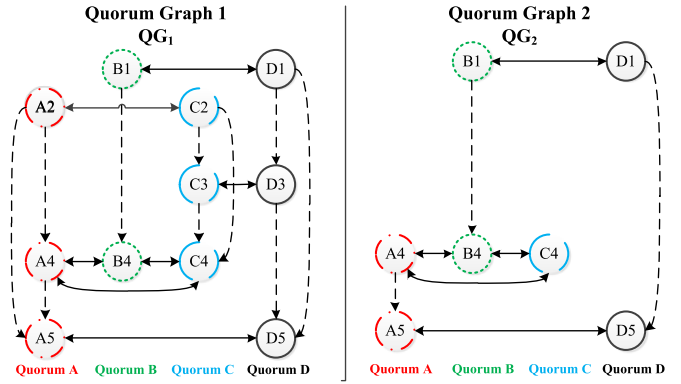 Quorum Graph 1
QG1
B1
D1
A2
C2
C3
D3
A4
B4
C4
A5
D5
Quorum A
Quorum B
Quorum C
Quorum D
Quorum Graph 2
QG2
B1
D1
A4
B4
C4
A5
D5
Quorum A
Quorum B
Quorum C
Quorum D